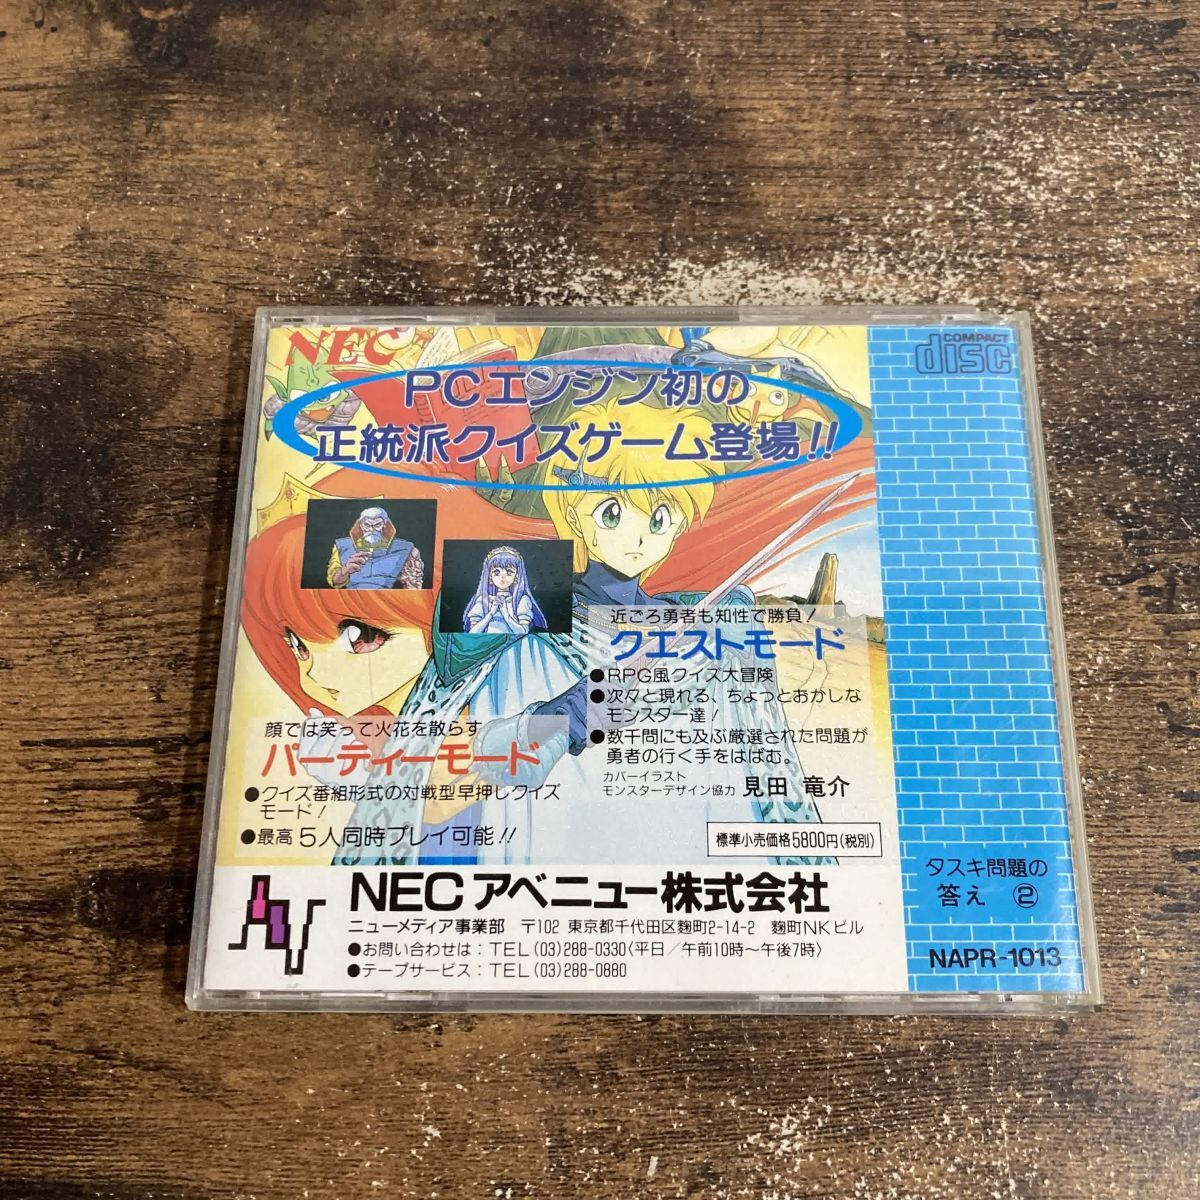 NEC
COMPACT
disc
PCエンジン初の
正統派クイズゲーム登場!!
近ごろ勇者も知性で勝負!
クエストモード
●RPG風クイズ大冒険
●次々と現れる、ちょっとおかしな
モンスター達!
●数千問にも及ぶ厳選された問題が
勇者の行く手をはばむ。
カバーイラスト
モンスターデザイン協力 見田 竜介
顔では笑って火花を散らす
パーティーモード
●クイズ番組形式の対戦型早押しクイズ
モード!
●最高5人同時プレイ可能!!
標準小売価格5800円(税別)
NECアベニュー株式会社
ニューメディア事業部 〒102 東京都千代田区麹町2-14-2 麹町NKビル
●お問い合わせは:TEL(03)288-0330〈平日/午前10時〜午後7時〉
●テープサービス:TEL(03)288-0880
タスキ問題の
答え ②
NAPR-1013